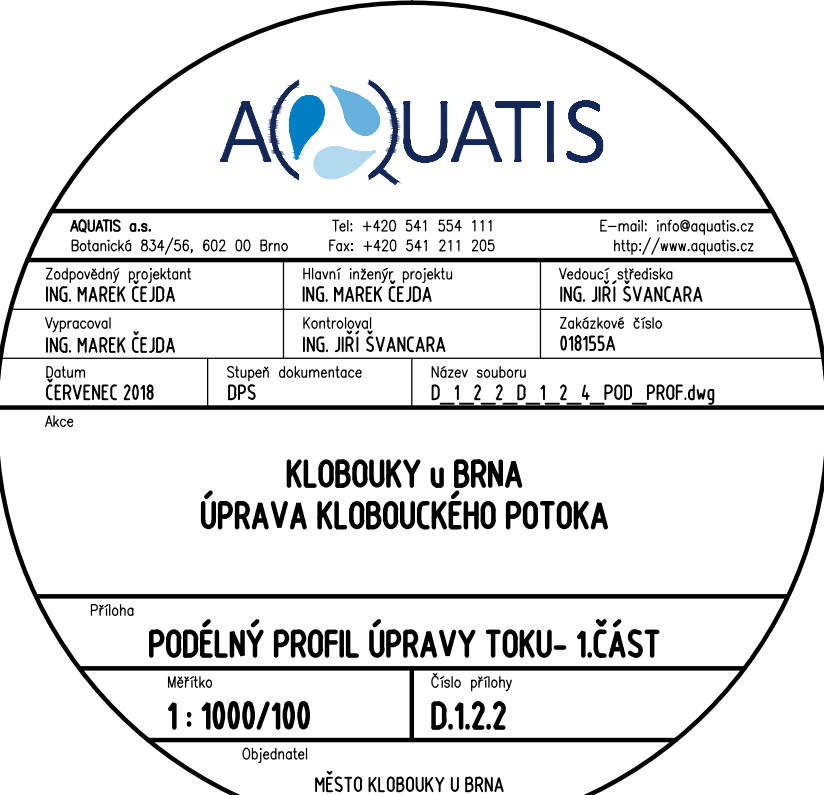 AQUATIS
AQUATIS a.s. Tel: +420 541 554 111 E-mail: info@aquatis.cz
Botanická 834/56, 602 00 Brno Fax: +420 541 211 205 http://www.aquatis.cz
Zodpovědný projektant Hlavní inženýr projektu Vedoucí střediska
ING. MAREK ČEJDA ING. MAREK ČEJDA ING. JIŘÍ ŠVANCARA
Vypracoval Kontroloval Zakázkové číslo
ING. MAREK ČEJDA ING. JIŘÍ ŠVANCARA 018155A
Datum Stupeň dokumentace Název souboru
ČERVENEC 2018 DPS D_1_2_2_D_1_2_4_POD_PROF.dwg
Akce
KLOBOUKY u BRNA
ÚPRAVA KLOBOUCKÉHO POTOKA
Příloha
PODÉLNÝ PROFIL ÚPRAVY TOKU- 1.ČÁST
Měřítko Číslo přílohy
1 : 1000/100 D.1.2.2
Objednatel
MĚSTO KLOBOUKY U BRNA